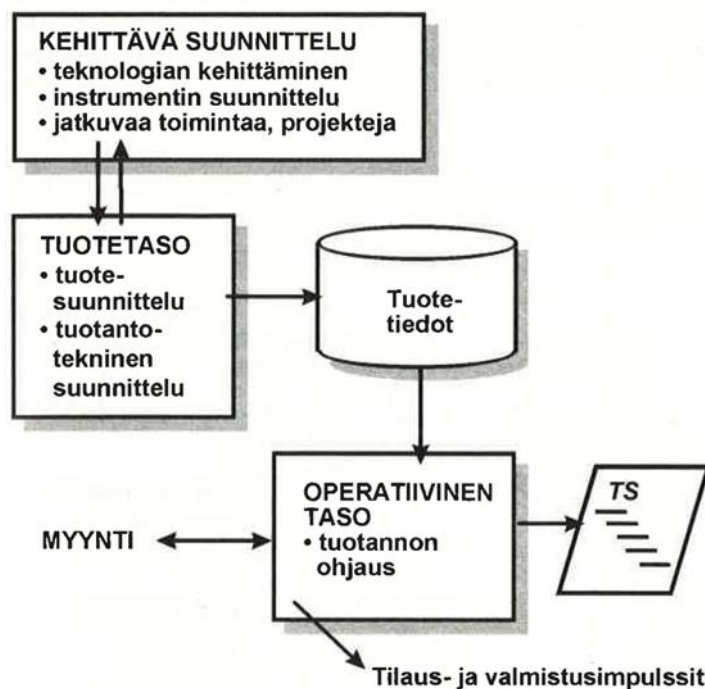 KEHITTÄVÄ SUUNNITTELU
• teknologian kehittäminen
• instrumentin suunnittelu
• jatkuvaa toimintaa, projekteja
TUOTETASO
• tuote-
suunnittelu
• tuotanto-
tekninen
suunnittelu
Tuote-
tiedot
OPERATIIVINEN
TASO
• tuotannon
ohjaus
MYYNTI
TS
Tilaus- ja valmistusimpulssit